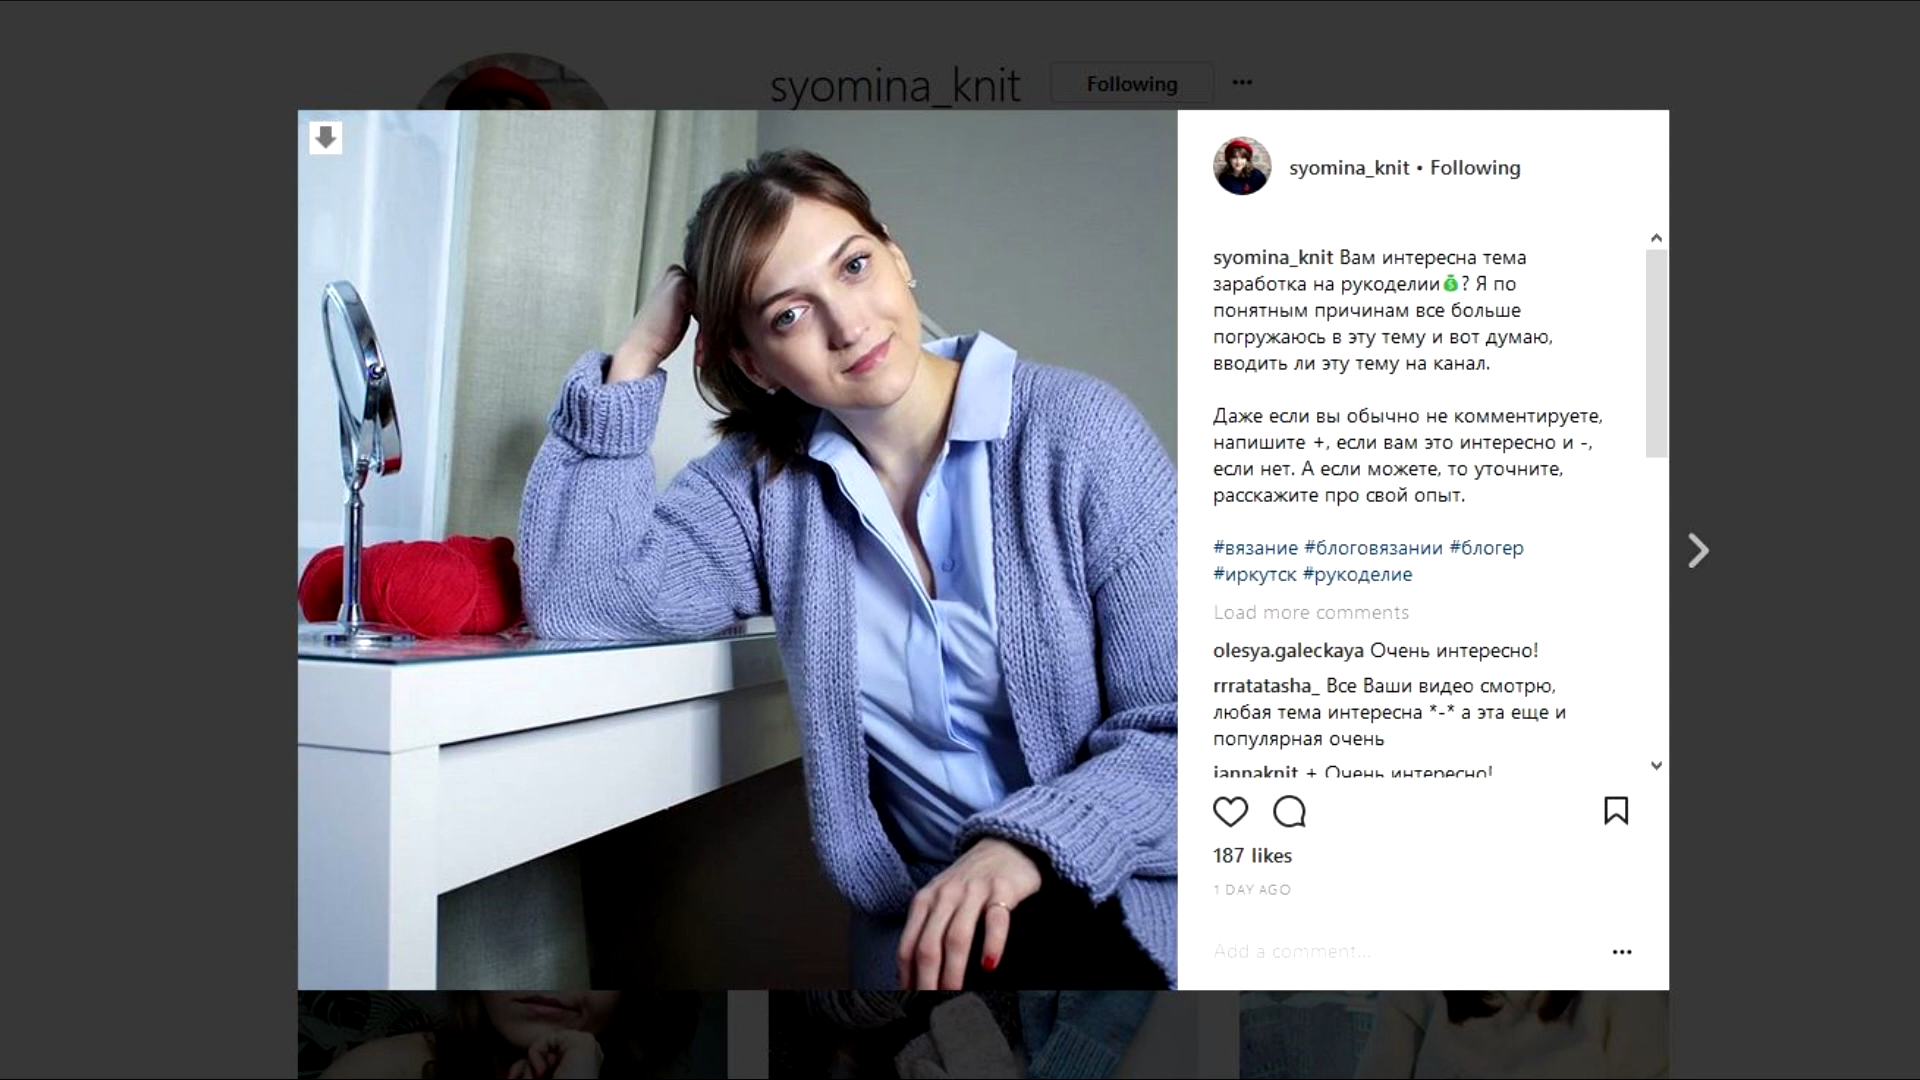 syomina_knit Following •••
syomina_knit • Following
syomina_knit Вам интересна тема
заработка на рукоделии💰? Я по
понятным причинам все больше
погружаюсь в эту тему и вот думаю,
вводить ли эту тему на канал.
Даже если вы обычно не комментируете,
напишите +, если вам это интересно и -,
если нет. А если можете, то уточните,
расскажите про свой опыт.
#вязание #блоговязании #блогер
#иркутск #рукоделие
Load more comments
olesya.galeckaya Очень интересно!
rrratatasha_ Все Ваши видео смотрю,
любая тема интересна *-* а эта еще и
популярная очень
iannaknit + Очень интересно!
187 likes
1 DAY AGO
Add a comment... •••